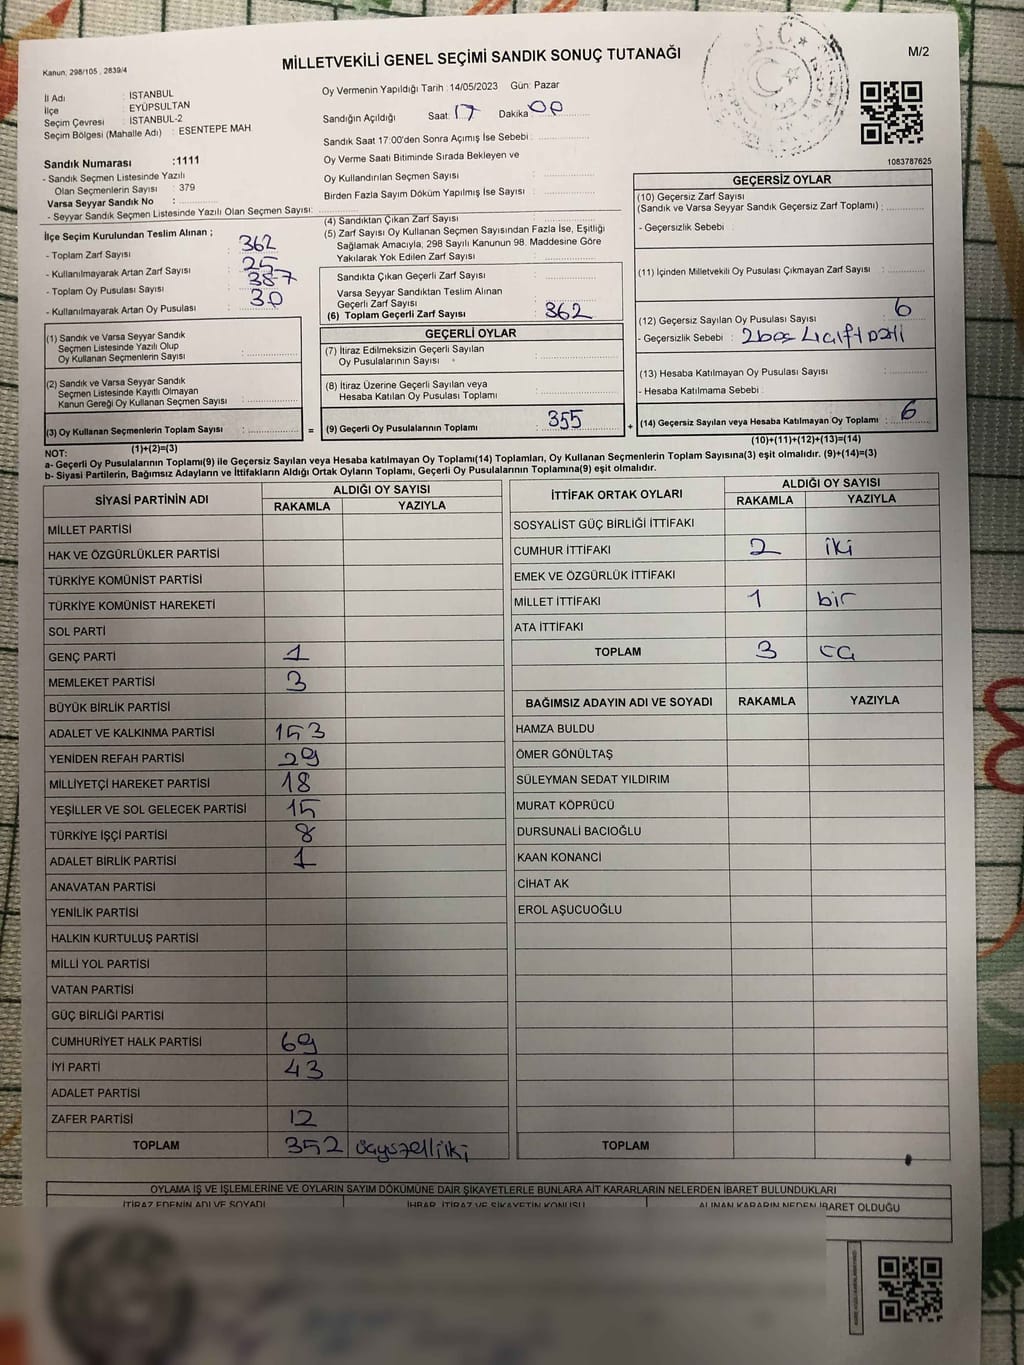 MİLLETVEKİLİ GENEL SEÇİMİ SANDIK SONUÇ TUTANAĞI
M/2
Kanun, 298/105 , 2839/4
İl Adı : İSTANBUL
İlçe : EYÜPSULTAN
Seçim Çevresi : İSTANBUL-2
Seçim Bölgesi (Mahalle Adı) : ESENTEPE MAH
Sandık Numarası :1111
- Sandık Seçmen Listesinde Yazılı
Olan Seçmenlerin Sayısı : 379
Varsa Seyyar Sandık No :
- Seyyar Sandık Seçmen Listesinde Yazılı Olan Seçmen Sayısı:
Oy Vermenin Yapıldığı Tarih : 14/05/2023 Gün: Pazar
Sandığın Açıldığı Saat: 17 Dakika 00
Sandık Saat 17:00'den Sonra Açımış İse Sebebi :
Oy Verme Saati Bitiminde Sırada Bekleyen ve
Oy Kullandırılan Seçmen Sayısı :
Birden Fazla Sayım Döküm Yapılmış İse Sayısı :
1083787625
İlçe Seçim Kurulundan Teslim Alınan ;
- Toplam Zarf Sayısı : 362
- Kullanılmayarak Artan Zarf Sayısı : 25
- Toplam Oy Pusulası Sayısı : 387
- Kullanılmayarak Artan Oy Pusulası : 30
(1) Sandık ve Varsa Seyyar Sandık
Seçmen Listesinde Yazılı Olup
Oy Kullanan Seçmenlerin Sayısı :
(2) Sandık ve Varsa Seyyar Sandık
Seçmen Listesinde Kayıtlı Olmayan
Kanun Gereği Oy Kullanan Seçmen Sayısı :
(3) Oy Kullanan Seçmenlerin Toplam Sayısı :
(1)+(2)=(3)
(4) Sandıktan Çıkan Zarf Sayısı :
(5) Zarf Sayısı Oy Kullanan Seçmen Sayısından Fazla İse, Eşitliği
Sağlamak Amacıyla, 298 Sayılı Kanunun 98. Maddesine Göre
Yakılarak Yok Edilen Zarf Sayısı :
Sandıkta Çıkan Geçerli Zarf Sayısı :
Varsa Seyyar Sandıktan Teslim Alınan
Geçerli Zarf Sayısı :
(6) Toplam Geçerli Zarf Sayısı : 362
GEÇERLİ OYLAR
(7) İtiraz Edilmeksizin Geçerli Sayılan
Oy Pusulalarının Sayısı :
(8) İtiraz Üzerine Geçerli Sayılan veya
Hesaba Katılan Oy Pusulası Toplamı :
= (9) Geçerli Oy Pusulalarının Toplamı : 355
GEÇERSİZ OYLAR
(10) Geçersiz Zarf Sayısı
(Sandık ve Varsa Seyyar Sandık Geçersiz Zarf Toplamı) :
- Geçersizlik Sebebi :
(11) İçinden Milletvekili Oy Pusulası Çıkmayan Zarf Sayısı :
(12) Geçersiz Sayılan Oy Pusulası Sayısı : 6
- Geçersizlik Sebebi : 2 boş 4
(13) Hesaba Katılmayan Oy Pusulası Sayısı :
- Hesaba Katılmama Sebebi :
+ (14) Geçersiz Sayılan veya Hesaba Katılmayan Oy Toplamı : 6
(10)+(11)+(12)+(13)=(14)
NOT:
a- Geçerli Oy Pusulalarının Toplamı(9) ile Geçersiz Sayılan veya Hesaba Katılmayan Oy Toplamı(14) Toplamları, Oy Kullanan Seçmenlerin Toplam Sayısına(3) eşit olmalıdır. (9)+(14)=(3)
b- Siyasi Partilerin, Bağımsız Adayların ve İttifakların Aldığı Ortak Oyların Toplamı, Geçerli Oy Pusulalarının Toplamına(9) eşit olmalıdır.
SİYASİ PARTİNİN ADI
ALDIĞI OY SAYISI
RAKAMLA YAZIYLA
MİLLET PARTİSİ
HAK VE ÖZGÜRLÜKLER PARTİSİ
TÜRKİYE KOMÜNİST PARTİSİ
TÜRKİYE KOMÜNİST HAREKETİ
SOL PARTİ
GENÇ PARTİ 1
MEMLEKET PARTİSİ 3
BÜYÜK BİRLİK PARTİSİ
ADALET VE KALKINMA PARTİSİ 153
YENİDEN REFAH PARTİSİ 29
MİLLİYETÇİ HAREKET PARTİSİ 18
YEŞİLLER VE SOL GELECEK PARTİSİ 15
TÜRKİYE İŞÇİ PARTİSİ 8
ADALET BİRLİK PARTİSİ 1
ANAVATAN PARTİSİ
YENİLİK PARTİSİ
HALKIN KURTULUŞ PARTİSİ
MİLLİ YOL PARTİSİ
VATAN PARTİSİ
GÜÇ BİRLİĞİ PARTİSİ
CUMHURİYET HALK PARTİSİ 69
İYİ PARTİ 43
ADALET PARTİSİ
ZAFER PARTİSİ 12
TOPLAM 352 üçyüzelliiki
İTTİFAK ORTAK OYLARI
ALDIĞI OY SAYISI
RAKAMLA YAZIYLA
SOSYALİST GÜÇ BİRLİĞİ İTTİFAKI
CUMHUR İTTİFAKI 2 iki
EMEK VE ÖZGÜRLÜK İTTİFAKI
MİLLET İTTİFAKI 1 bir
ATA İTTİFAKI
TOPLAM 3 üç
BAĞIMSIZ ADAYIN ADI VE SOYADI RAKAMLA YAZIYLA
HAMZA BULDU
ÖMER GÖNÜLTAŞ
SÜLEYMAN SEDAT YILDIRIM
MURAT KÖPRÜCÜ
DURSUNALİ BACIOĞLU
KAAN KONANCİ
CİHAT AK
EROL AŞUCUOĞLU
TOPLAM
OYLAMA İŞ VE İŞLEMLERİNE VE OYLARIN SAYIM DÖKÜMÜNE DAİR ŞİKAYETLERLE BUNLARA AİT KARARLARIN NELERDEN İBARET BULUNDUKLARI
İTİRAZ EDENİN ADI VE SOYADI
İHBAR, İTİRAZ VE ŞİKAYETİN KONUSU
ALINAN KARARIN NEDEN İBARET OLDUĞU